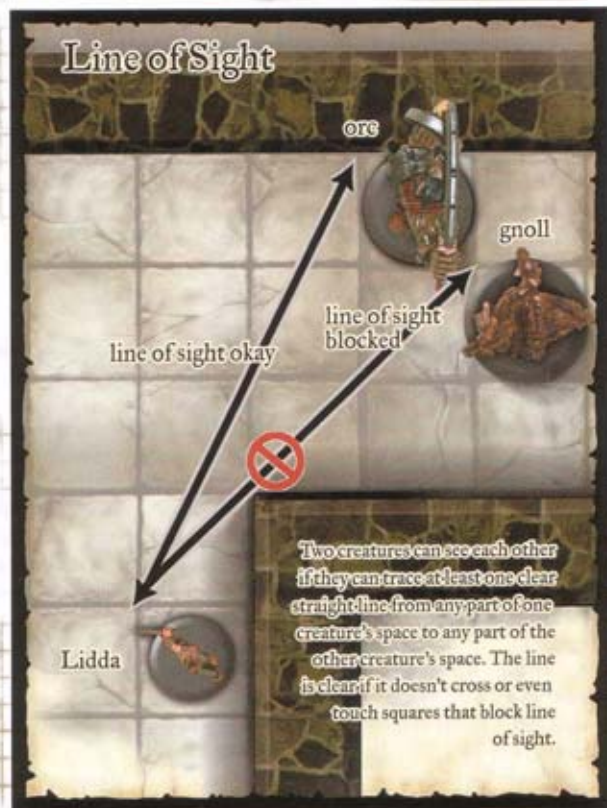 Line of Sight
orc
gnoll
line of sight
blocked
line of sight okay
Two creatures can see each other
if they can trace at least one clear
straight line from any part of one
creature's space to any part of the
other creature's space. The line
is clear if it doesn't cross or even
touch squares that block line
of sight.
Lidda